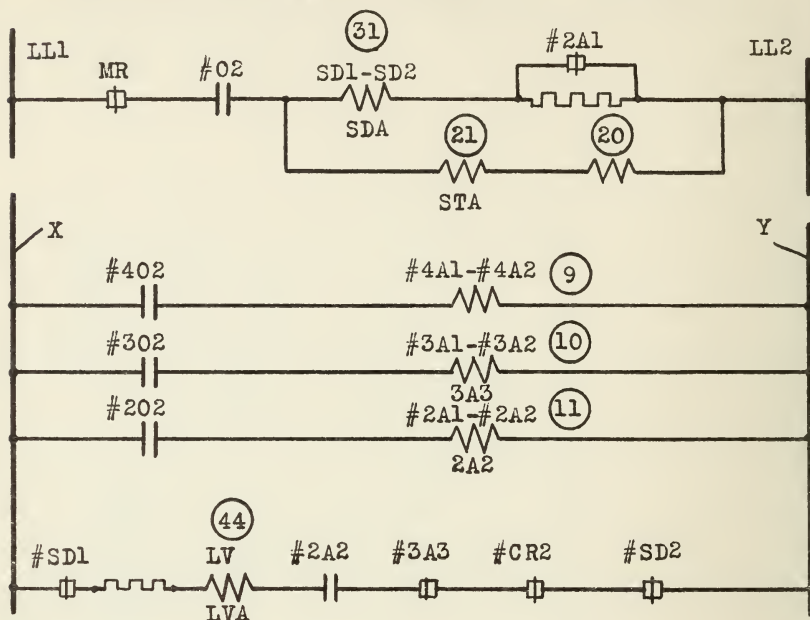 31
#2A1
LL1
LL2
MR
#02
SD1-SD2
SDA
21
20
STA
X
Y
#402
#4A1-#4A2
9
#302
#3A1-#3A2
10
3A3
#202
#2A1-#2A2
11
2A2
44
#SD1
LV
#2A2
#3A3
#CR2
#SD2
LVA